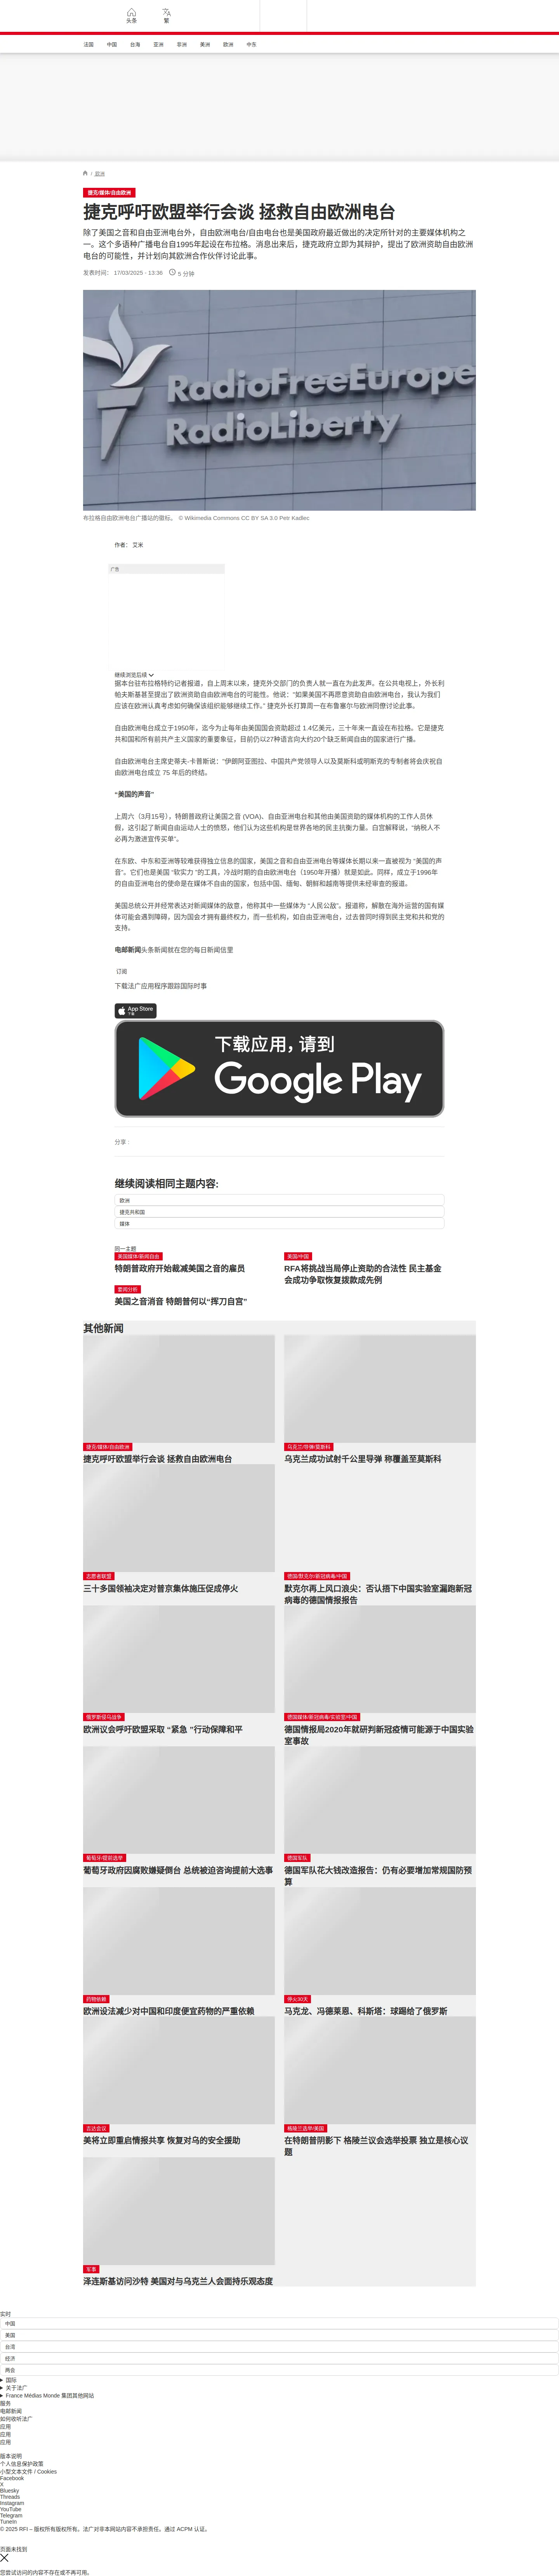 头条
繁
法国
中国
台海
亚洲
非洲
美洲
欧洲
中东
/ 欧洲
捷克/媒体/自由欧洲
捷克呼吁欧盟举行会谈 拯救自由欧洲电台
除了美国之音和自由亚洲电台外，自由欧洲电台/自由电台也是美国政府最近做出的决定所针对的主要媒体机构之
一。这个多语种广播电台自1995年起设在布拉格。消息出来后，捷克政府立即为其辩护，提出了欧洲资助自由欧洲
电台的可能性，并计划向其欧洲合作伙伴讨论此事。
发表时间： 17/03/2025 - 13:36 5 分钟
RadioFreeEurope
RadioLiberty
布拉格自由欧洲电台广播站的徽标。 © Wikimedia Commons CC BY SA 3.0 Petr Kadlec
作者： 艾米
广告
继续浏览后续
据本台驻布拉格特约记者报道，自上周末以来，捷克外交部门的负责人就一直在为此发声。在公共电视上，外长利
帕夫斯基甚至提出了欧洲资助自由欧洲电台的可能性。他说：“如果美国不再愿意资助自由欧洲电台，我认为我们
应该在欧洲认真考虑如何确保该组织能够继续工作。” 捷克外长打算周一在布鲁塞尔与欧洲同僚讨论此事。
自由欧洲电台成立于1950年，迄今为止每年由美国国会资助超过 1.4亿美元，三十年来一直设在布拉格。它是捷克
共和国和所有前共产主义国家的重要象征，目前仍以27种语言向大约20个缺乏新闻自由的国家进行广播。
自由欧洲电台主席史蒂夫·卡普斯说：“伊朗阿亚图拉、中国共产党领导人以及莫斯科或明斯克的专制者将会庆祝自
由欧洲电台成立 75 年后的终结。
“美国的声音”
上周六（3月15号），特朗普政府让美国之音 (VOA)、自由亚洲电台和其他由美国资助的媒体机构的工作人员休
假，这引起了新闻自由运动人士的愤怒，他们认为这些机构是世界各地的民主抗衡力量。白宫解释说，“纳税人不
必再为激进宣传买单”。
在东欧、中东和亚洲等较难获得独立信息的国家，美国之音和自由亚洲电台等媒体长期以来一直被视为 “美国的声
音”。它们也是美国 “软实力 ”的工具，冷战时期的自由欧洲电台（1950年开播）就是如此。同样，成立于1996年
的自由亚洲电台的使命是在媒体不自由的国家，包括中国、缅甸、朝鲜和越南等提供未经审查的报道。
美国总统公开并经常表达对新闻媒体的敌意，他称其中一些媒体为 “人民公敌”。报道称，解散在海外运营的国有媒
体可能会遇到障碍，因为国会才拥有最终权力，而一些机构，如自由亚洲电台，过去曾同时得到民主党和共和党的
支持。
电邮新闻头条新闻就在您的每日新闻信里
订阅
下载法广应用程序跟踪国际时事
App Store
下载
下载应用，请到
Google Play
分享 :
继续阅读相同主题内容:
欧洲
捷克共和国
媒体
同一主题
美国媒体/新闻自由
特朗普政府开始裁减美国之音的雇员
美国/中国
RFA将挑战当局停止资助的合法性 民主基金
会成功争取恢复拨款成先例
要闻分析
美国之音消音 特朗普何以“挥刀自宫”
其他新闻
捷克/媒体/自由欧洲
捷克呼吁欧盟举行会谈 拯救自由欧洲电台
乌克兰/导弹/莫斯科
乌克兰成功试射千公里导弹 称覆盖至莫斯科
志愿者联盟
三十多国领袖决定对普京集体施压促成停火
德国/默克尔/新冠病毒/中国
默克尔再上风口浪尖：否认捂下中国实验室漏跑新冠
病毒的德国情报报告
俄罗斯侵乌战争
欧洲议会呼吁欧盟采取 “紧急 ”行动保障和平
德国媒体/新冠病毒/实验室/中国
德国情报局2020年就研判新冠疫情可能源于中国实验
室事故
葡萄牙/提前选举
葡萄牙政府因腐败嫌疑倒台 总统被迫咨询提前大选事
德国军队
德国军队花大钱改造报告：仍有必要增加常规国防预
算
药物依赖
欧洲设法减少对中国和印度便宜药物的严重依赖
停火30天
马克龙、冯德莱恩、科斯塔：球踢给了俄罗斯
吉达会议
美将立即重启情报共享 恢复对乌的安全援助
格陵兰选举/美国
在特朗普阴影下 格陵兰议会选举投票 独立是核心议
题
军事
泽连斯基访问沙特 美国对与乌克兰人会面持乐观态度
实时
中国
美国
台湾
经济
两会
国际
关于法广
France Médias Monde 集团其他网站
服务
电邮新闻
如何收听法广
应用
应用
应用
版本说明
个人信息保护政策
小型文本文件 / Cookies
Facebook
X
Bluesky
Threads
Instagram
YouTube
Telegram
TuneIn
© 2025 RFI – 版权所有版权所有。法广对非本网站内容不承担责任。通过 ACPM 认证。
页面未找到
您尝试访问的内容不存在或不再可用。